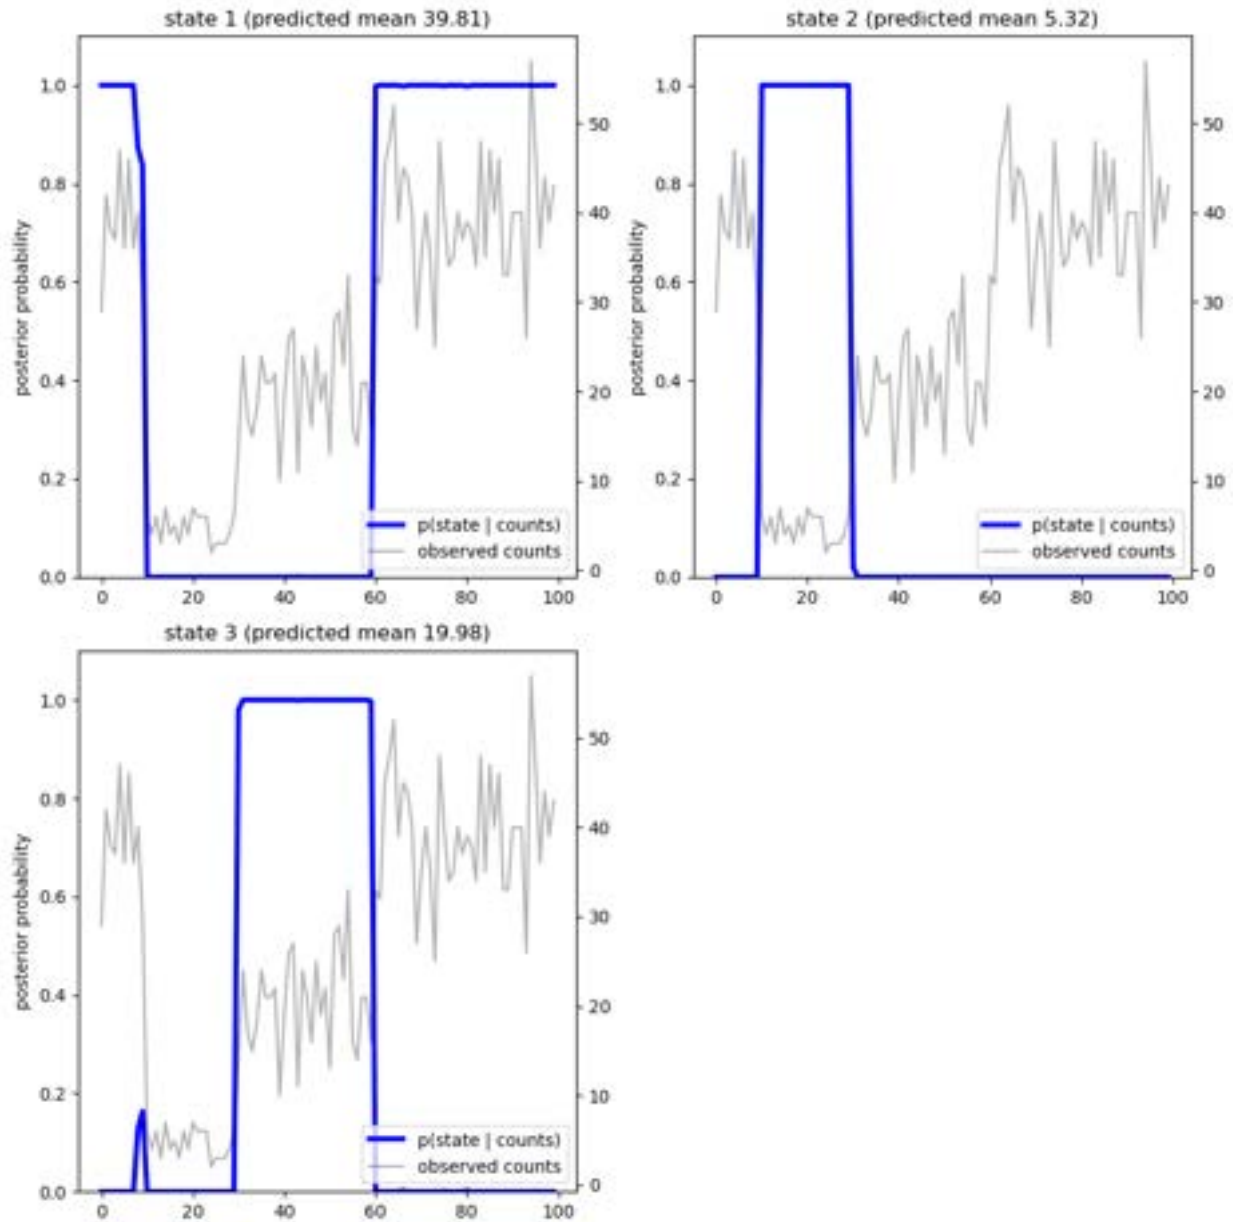 state 1 (predicted mean 39.81)
posterior probability
1.0
0.8
0.6
0.4
0.2
0.0
50
40
30
20
10
0
p(state | counts)
observed counts
0 20 40 60 80 100
state 2 (predicted mean 5.32)
posterior probability
1.0
0.8
0.6
0.4
0.2
0.0
50
40
30
20
10
0
p(state | counts)
observed counts
0 20 40 60 80 100
state 3 (predicted mean 19.98)
posterior probability
1.0
0.8
0.6
0.4
0.2
0.0
50
40
30
20
10
0
p(state | counts)
observed counts
0 20 40 60 80 100